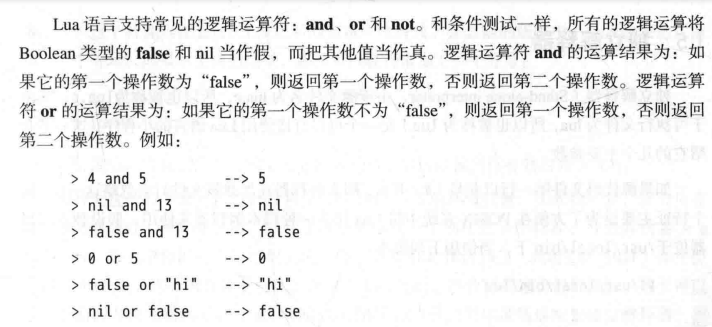 Lua 语言支持常见的逻辑运算符：and、or 和 not。和条件测试一样，所有的逻辑运算将
Boolean 类型的 false 和 nil 当作假，而把其他值当作真。逻辑运算符 and 的运算结果为：如
果它的第一个操作数为“false”，则返回第一个操作数，否则返回第二个操作数。逻辑运算
符 or 的运算结果为：如果它的第一个操作数不为“false”，则返回第一个操作数，否则返回
第二个操作数。例如：
> 4 and 5 --> 5
> nil and 13 --> nil
> false and 13 --> false
> 0 or 5 --> 0
> false or "hi" --> "hi"
> nil or false --> false